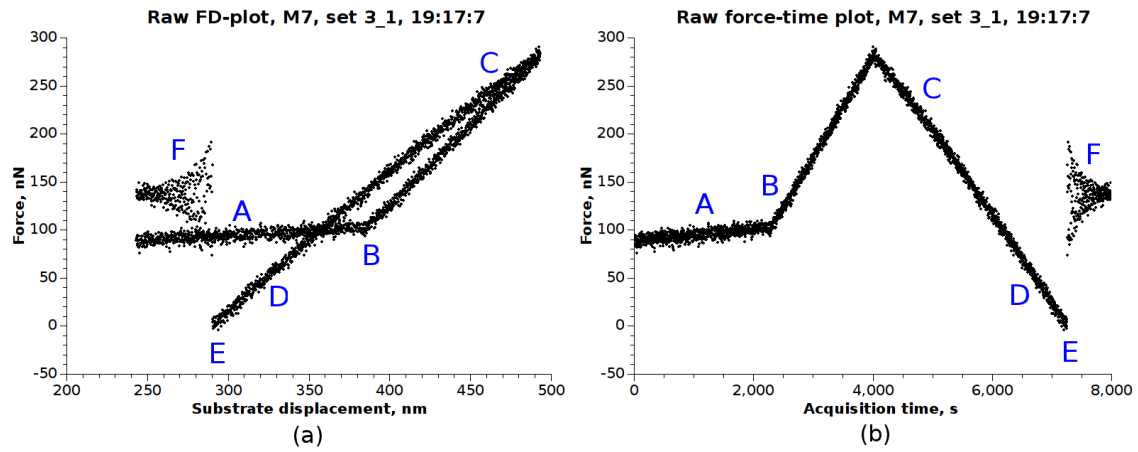 Raw FD-plot, M7, set 3_1, 19:17:7
Force, nN
300
250
200
150
100
50
0
-50
200
250
300
350
400
450
500
Substrate displacement, nm
A
B
C
D
E
F
(a)
Raw force-time plot, M7, set 3_1, 19:17:7
Force, nN
300
250
200
150
100
50
0
-50
0
2,000
4,000
6,000
8,000
Acquisition time, s
A
B
C
D
E
F
(b)